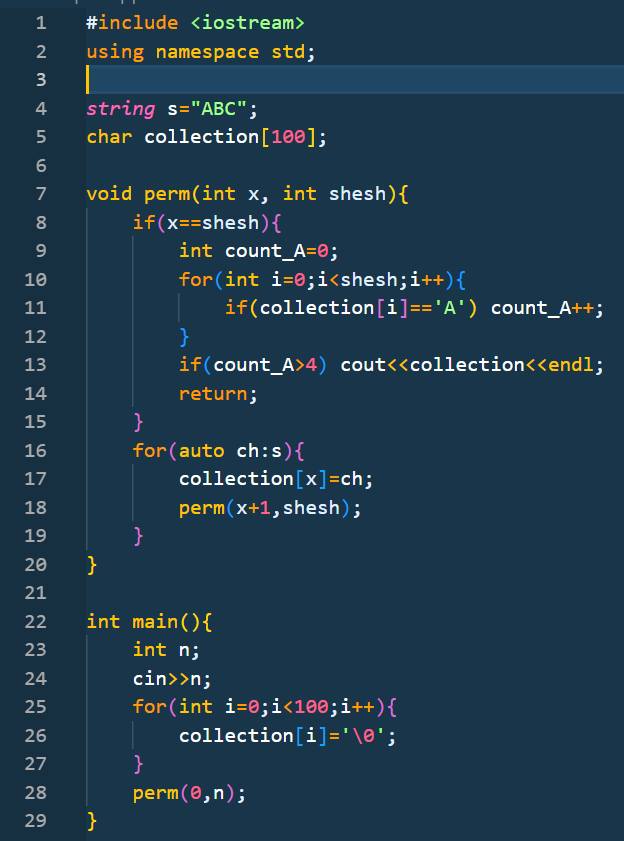 1 #include <iostream>
2 using namespace std;
3
4 string s="ABC";
5 char collection[100];
6
7 void perm(int x, int shesh){
8     if(x==shesh){
9         int count_A=0;
10         for(int i=0;i<shesh;i++){
11             if(collection[i]=='A') count_A++;
12         }
13         if(count_A>4) cout<<collection<<endl;
14         return;
15     }
16     for(auto ch:s){
17         collection[x]=ch;
18         perm(x+1,shesh);
19     }
20 }
21
22 int main(){
23     int n;
24     cin>>n;
25     for(int i=0;i<100;i++){
26         collection[i]='\0';
27     }
28     perm(0,n);
29 }